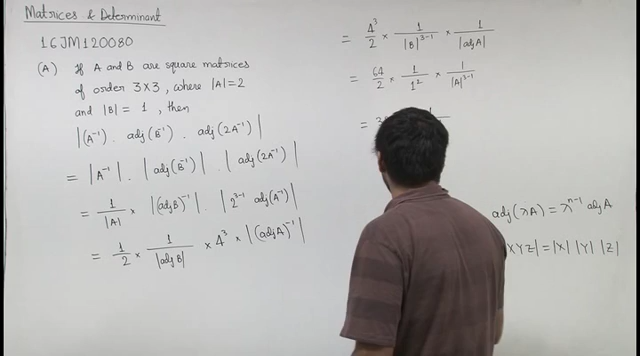 Matrices & Determinant
16JM120080
(A) If A and B are square matrices
of order 3×3, where |A|=2
and |B| = 1, then
|(A⁻¹) · adj(B⁻¹) · adj(2A⁻¹)|
= |A⁻¹| · |adj(B⁻¹)| · |adj(2A⁻¹)|
= 1/|A| × |(adj B)⁻¹| · |2³⁻¹ adj(A⁻¹)|
= 1/2 × 1/|adj B| × 4³ × |(adj A)⁻¹|
= 4³/2 × 1/|B|³⁻¹ × 1/|adj A|
= 64/2 × 1/1² × 1/|A|³⁻¹
=
adj(λA) = λⁿ⁻¹ adj A
XYZ| = |X| |Y| |Z|